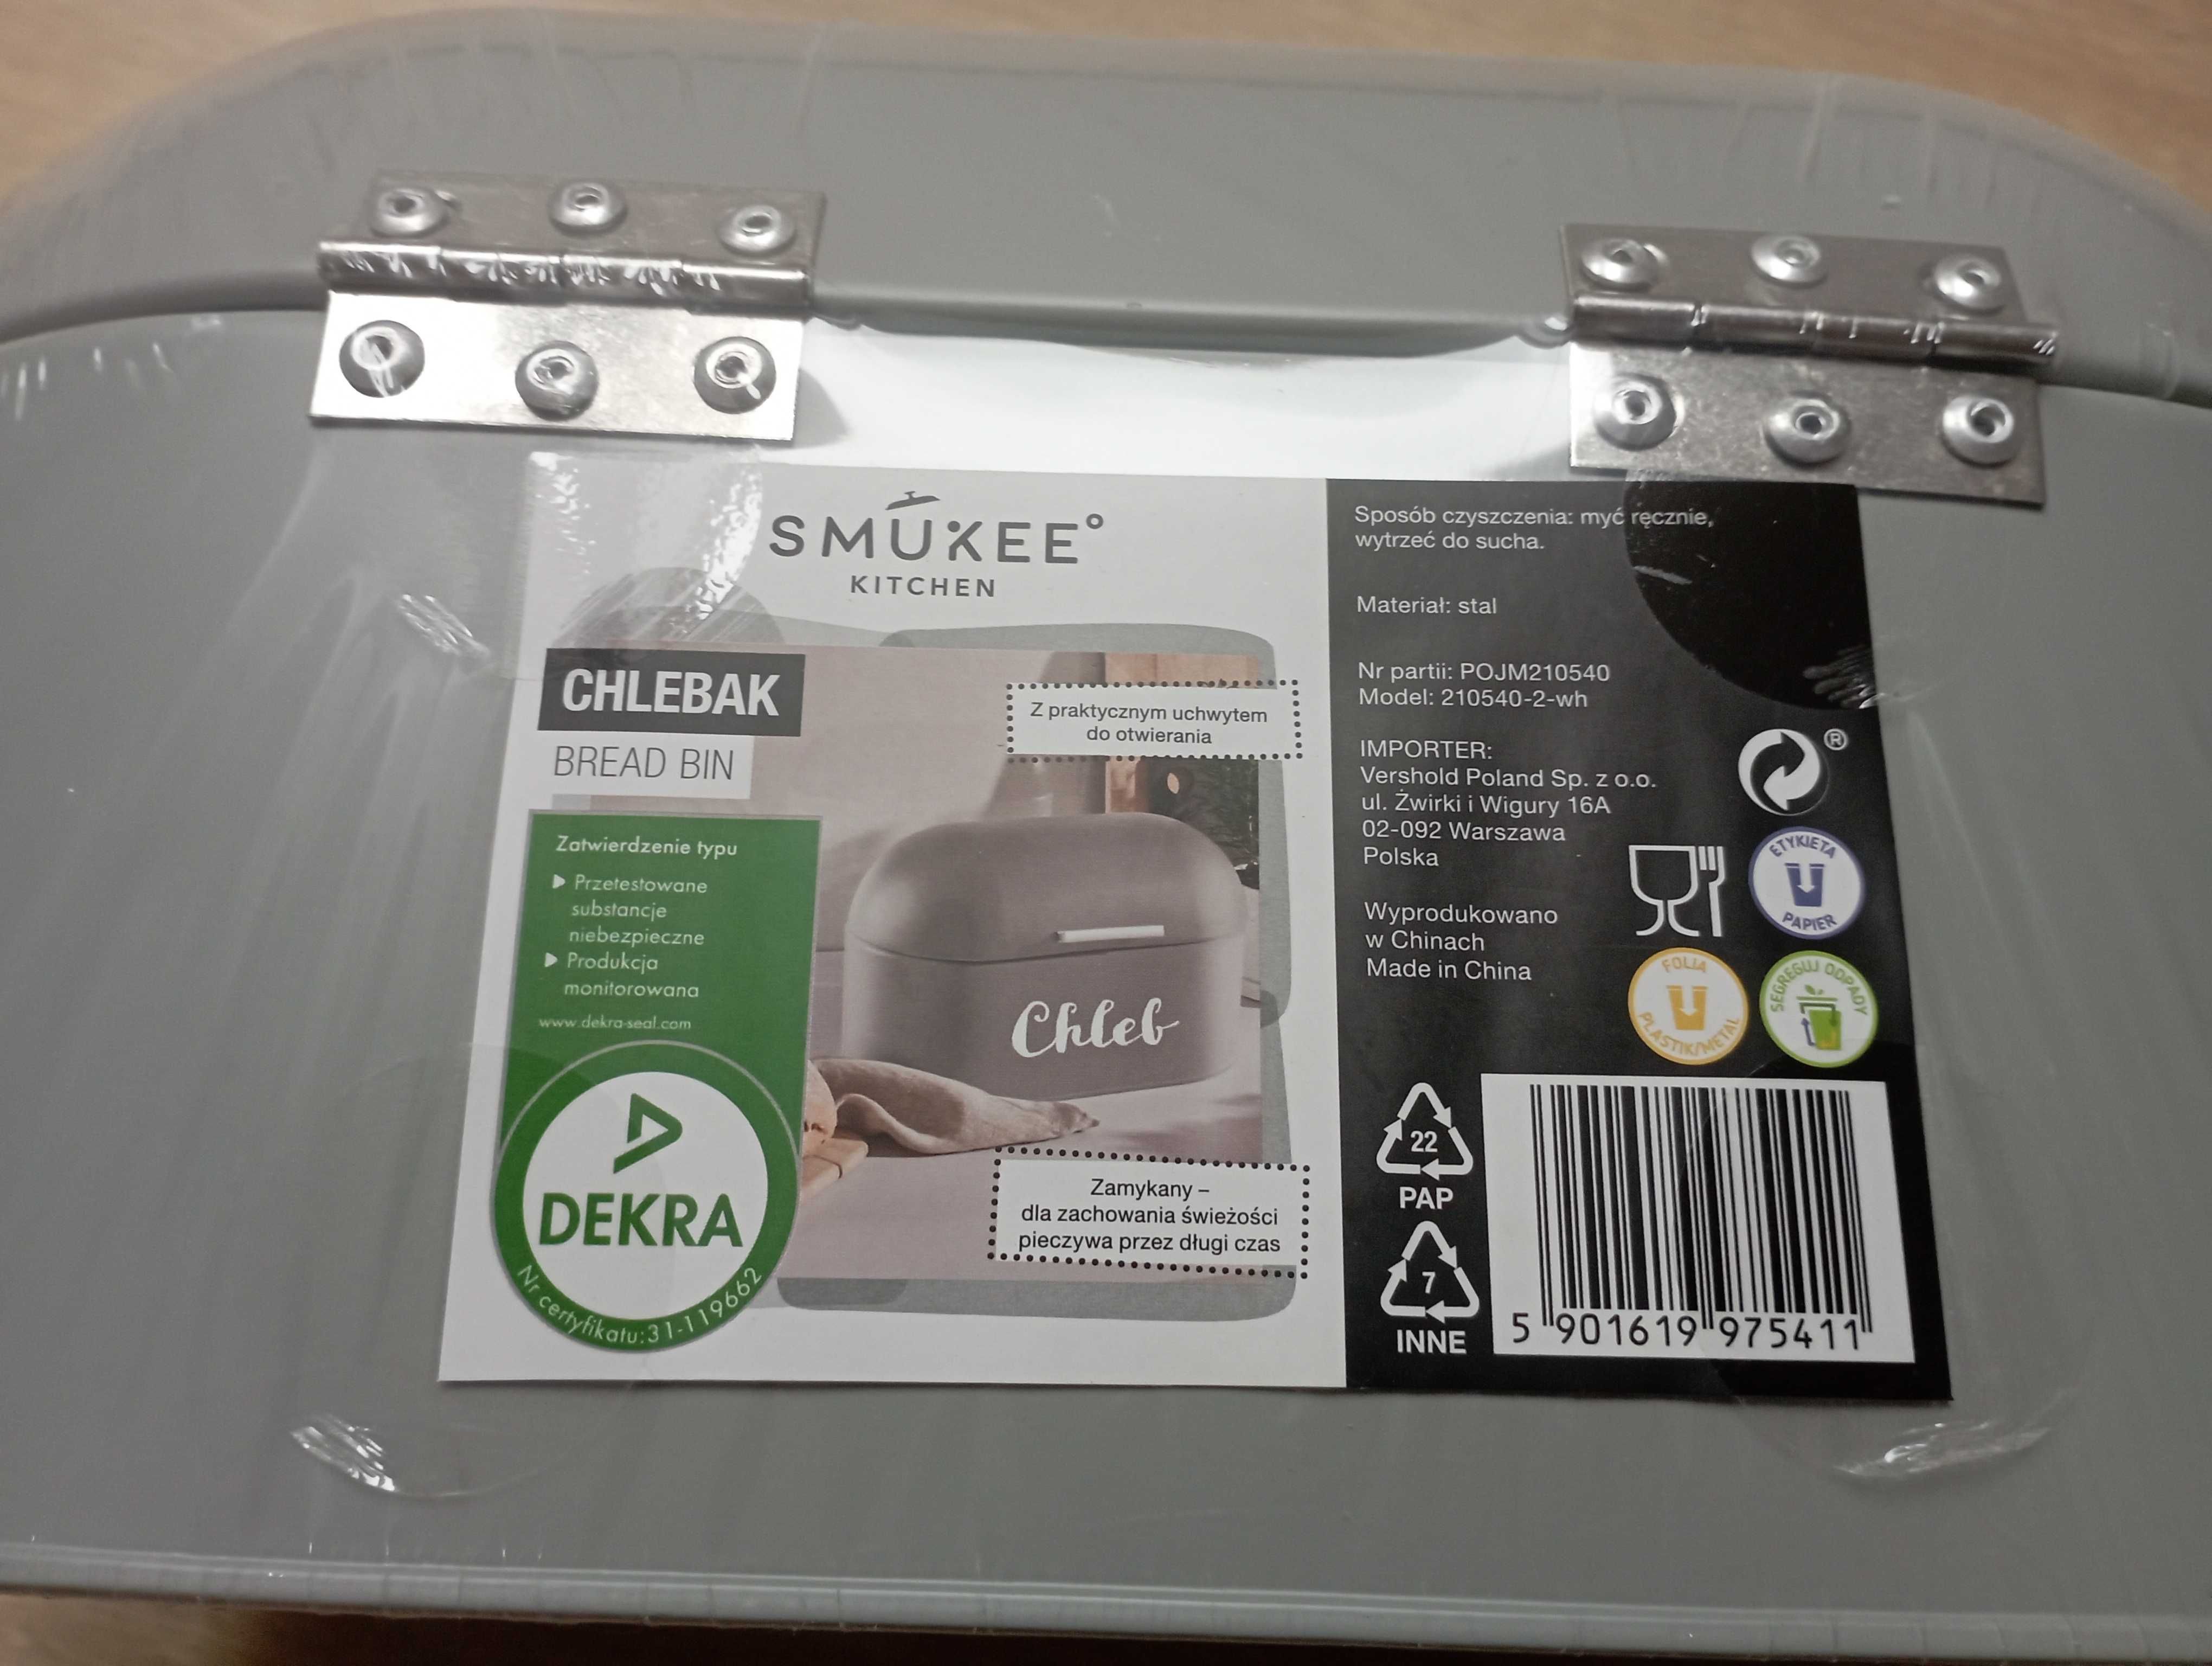 SMUKEE°
KITCHEN
CHLEBAK
BREAD BIN
Z praktycznym uchwytem
do otwierania
Zatwierdzenie typu
Przetestowane
substancje
niebezpieczne
Produkcja
monitorowana
www.dekra-seal.com
DEKRA
Nr certyfikatu:31-119662
Chleb
Zamykany –
dla zachowania świeżości
pieczywa przez długi czas
Sposób czyszczenia: myć ręcznie,
wytrzeć do sucha.
Materiał: stal
Nr partii: POJM210540
Model: 210540-2-wh
IMPORTER:
Vershold Poland Sp. z o.o.
ul. Żwirki i Wigury 16A
02-092 Warszawa
Polska
Wyprodukowano
w Chinach
Made in China
®
ETYKIETA
PAPIER
FOLIA
PLASTIK/METAL
SEGREGUJ ODPADY
22
PAP
7
INNE
5 901619 975411